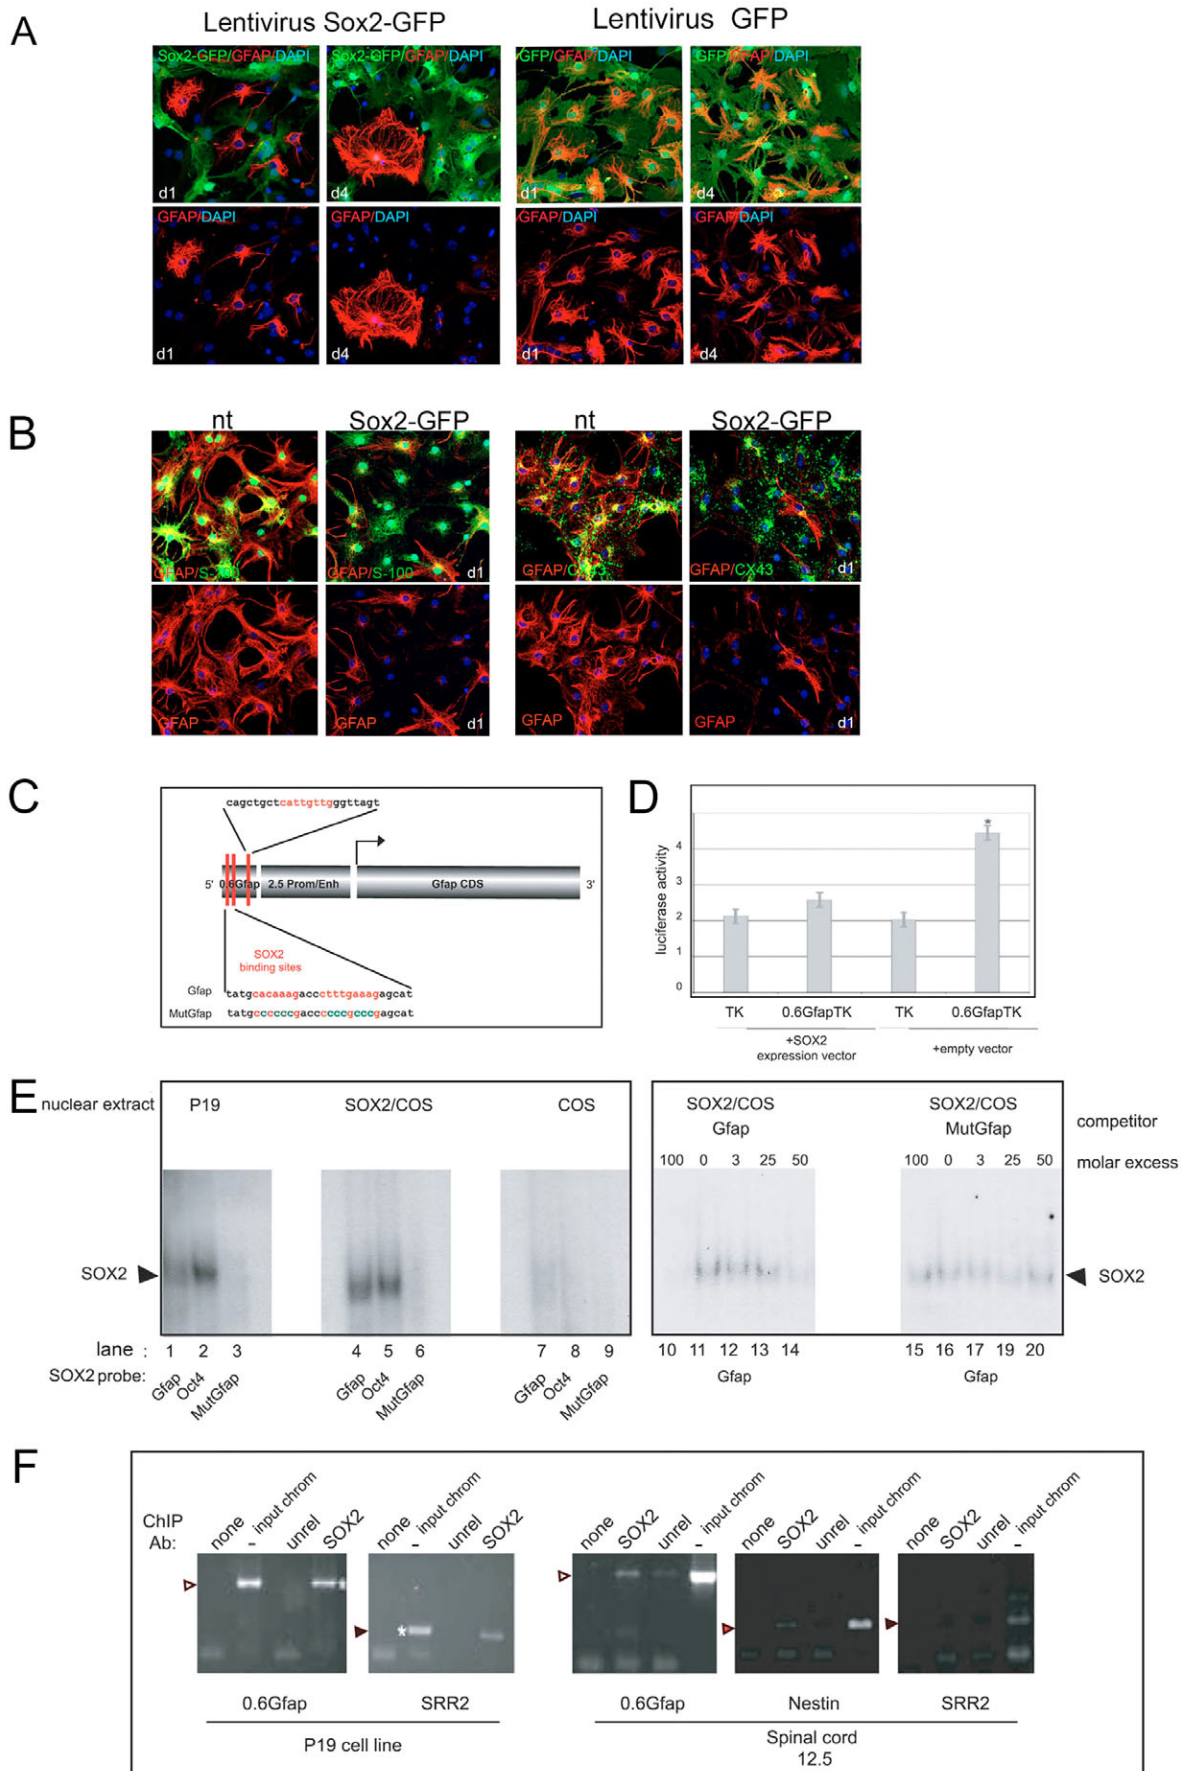 A
Lentivirus Sox2-GFP
Lentivirus GFP
Sox2-GFP/GFAP/DAPI
Sox2-GFP/GFAP/DAPI
GFP/GFAP/DAPI
GFP/GFAP/DAPI
d1
d4
d1
d4
GFAP/DAPI
GFAP/DAPI
GFAP/DAPI
GFAP/DAPI
d1
d4
d1
d4
B
nt
Sox2-GFP
nt
Sox2-GFP
GFAP/S-100
GFAP/S-100
d1
GFAP/CX43
GFAP/CX43
d1
GFAP
GFAP
d1
GFAP
GFAP
d1
C
cagctgctcattgttgggttagt
5'
0.6Gfap
2.5 Prom/Enh
Gfap CDS
3'
SOX2
binding sites
Gfap
tatgcacaaagaccctttgaaagagcat
MutGfap
tatgccccccgaccccccgcccgagcat
D
luciferase activity
4
3
2
1
0
*
TK
0.6GfapTK
TK
0.6GfapTK
+SOX2
expression vector
+empty vector
E
nuclear extract
P19
SOX2/COS
COS
SOX2/COS
Gfap
SOX2/COS
MutGfap
competitor
100 0 3 25 50
100 0 3 25 50
molar excess
SOX2
SOX2
lane :
1 2 3
4 5 6
7 8 9
10 11 12 13 14
15 16 17 19 20
SOX2 probe:
Gfap Oct4 MutGfap
Gfap Oct4 MutGfap
Gfap Oct4 MutGfap
Gfap
Gfap
F
ChIP
Ab:
none input chrom unrel SOX2
-
none input chrom unrel SOX2
-
none SOX2 unrel input chrom
-
none SOX2 unrel input chrom
-
none SOX2 unrel input chrom
-
*
0.6Gfap
SRR2
0.6Gfap
Nestin
SRR2
P19 cell line
Spinal cord
12.5